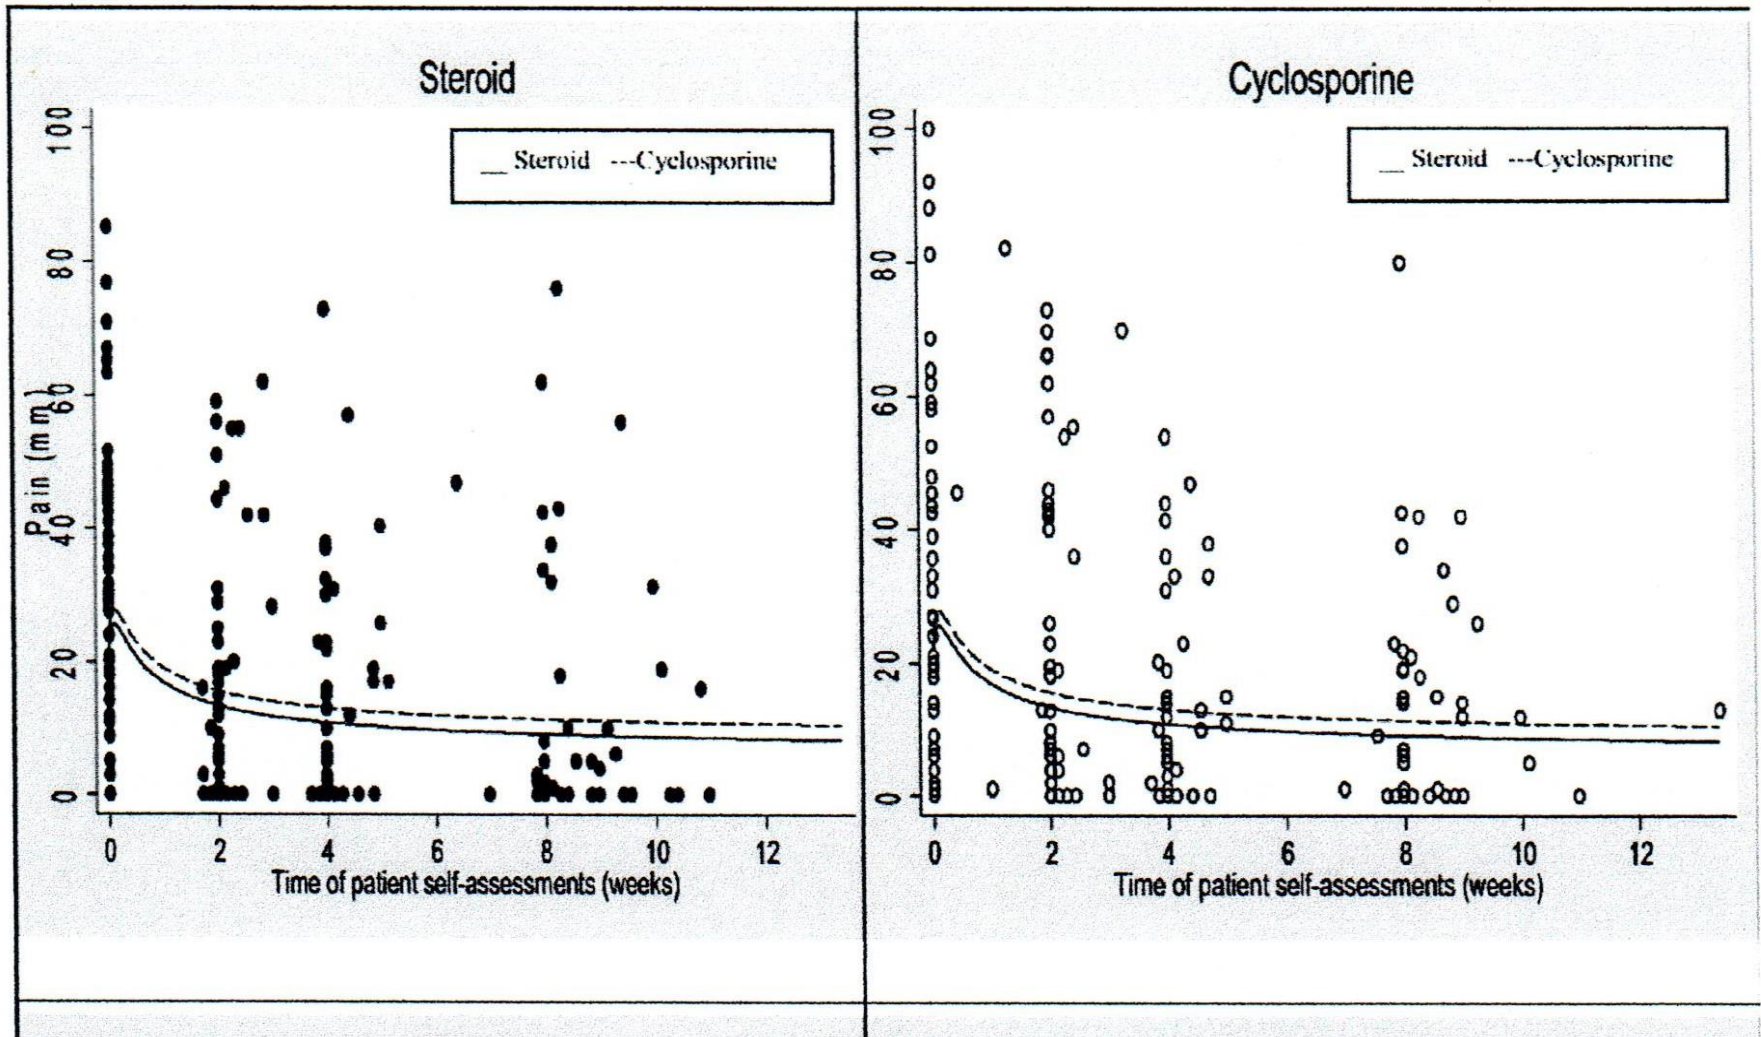 Steroid
__ Steroid ---Cyclosporine
Pain (mm)
100
80
60
40
20
0
0 2 4 6 8 10 12
Time of patient self-assessments (weeks)
Cyclosporine
__ Steroid ---Cyclosporine
100
80
60
40
20
0
0 2 4 6 8 10 12
Time of patient self-assessments (weeks)